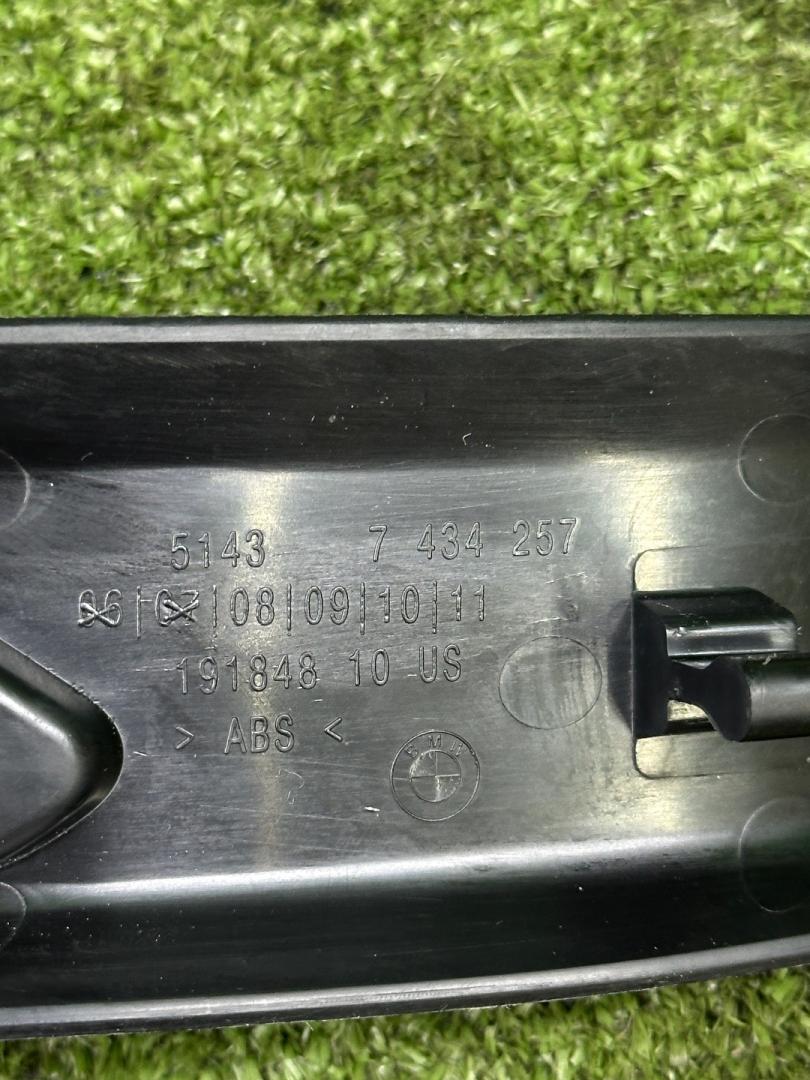 5143 7 434 257
06|07|08|09|10|11
191848 10 US
> ABS <
BMW